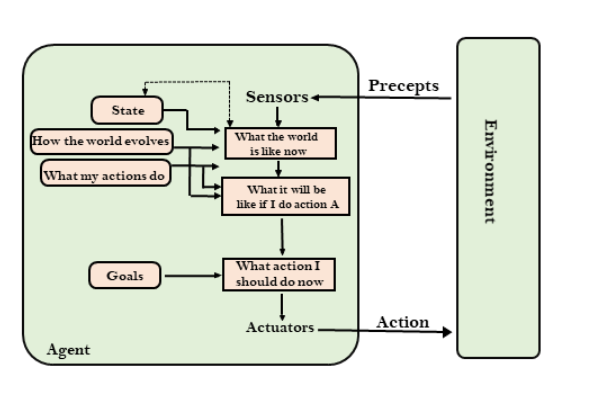 Precepts
Sensors
State
How the world evolves
What the world
is like now
What my actions do
What it will be
like if I do action A
Goals
What action I
should do now
Actuators
Action
Agent
Environment